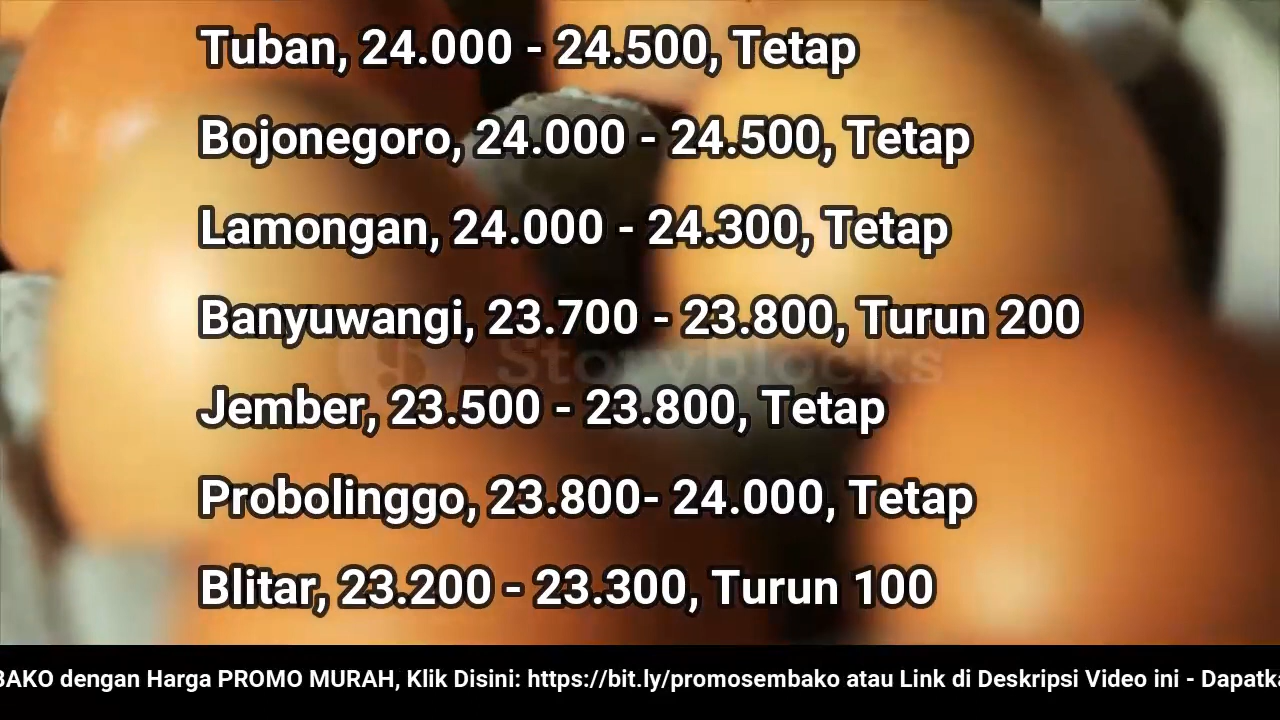 Tuban, 24.000 - 24.500, Tetap
Bojonegoro, 24.000 - 24.500, Tetap
Lamongan, 24.000 - 24.300, Tetap
Banyuwangi, 23.700 - 23.800, Turun 200
Storyblocks
Jember, 23.500 - 23.800, Tetap
Probolinggo, 23.800- 24.000, Tetap
Blitar, 23.200 - 23.300, Turun 100
BAKO dengan Harga PROMO MURAH, Klik Disini: https://bit.ly/promosembako atau Link di Deskripsi Video ini - Dapatka